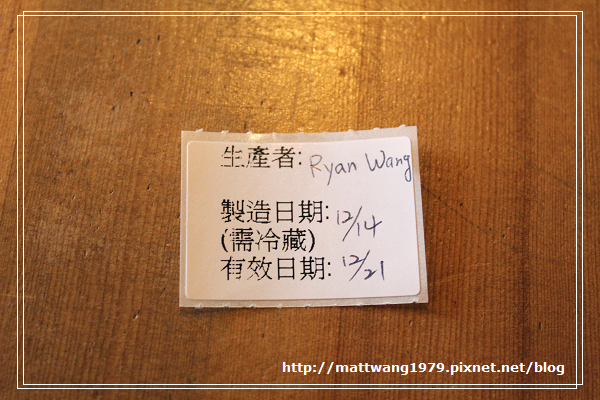 生產者: Ryan Wang
製造日期: 12/14
(需冷藏)
有效日期: 12/21
http://mattwang1979.pixnet.net/blog